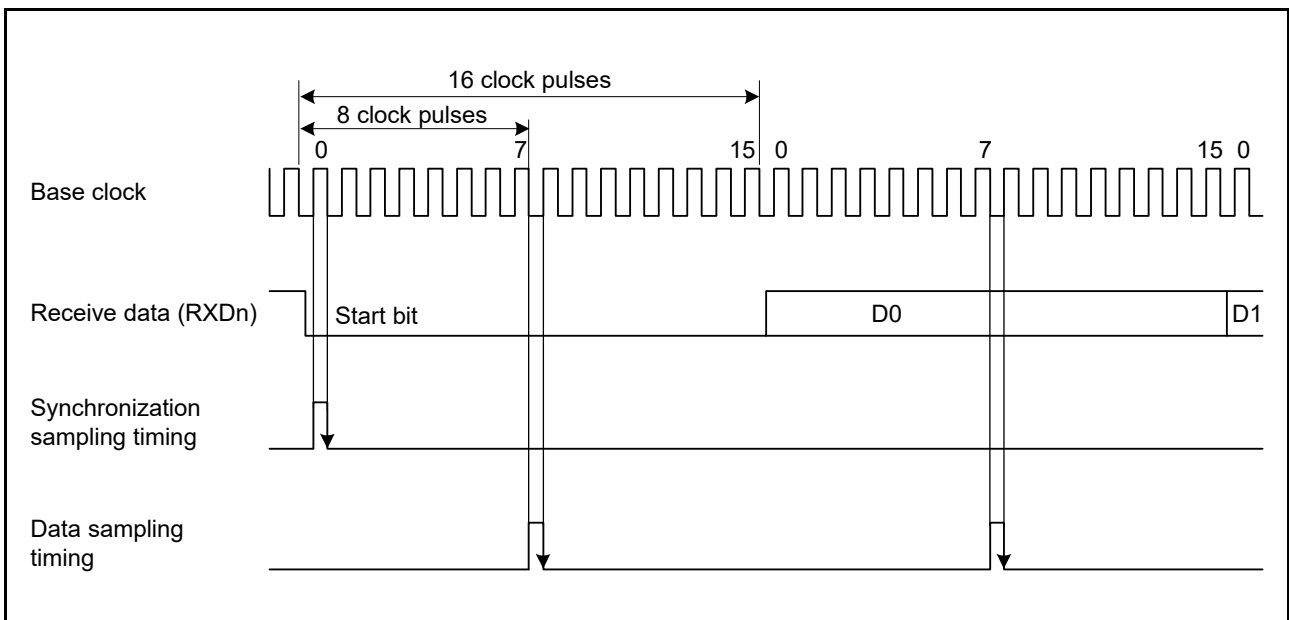 16 clock pulses
8 clock pulses
0 7 15 0 7 15 0
Base clock
Receive data (RXDn)
Start bit
D0
D1
Synchronization
sampling timing
Data sampling
timing